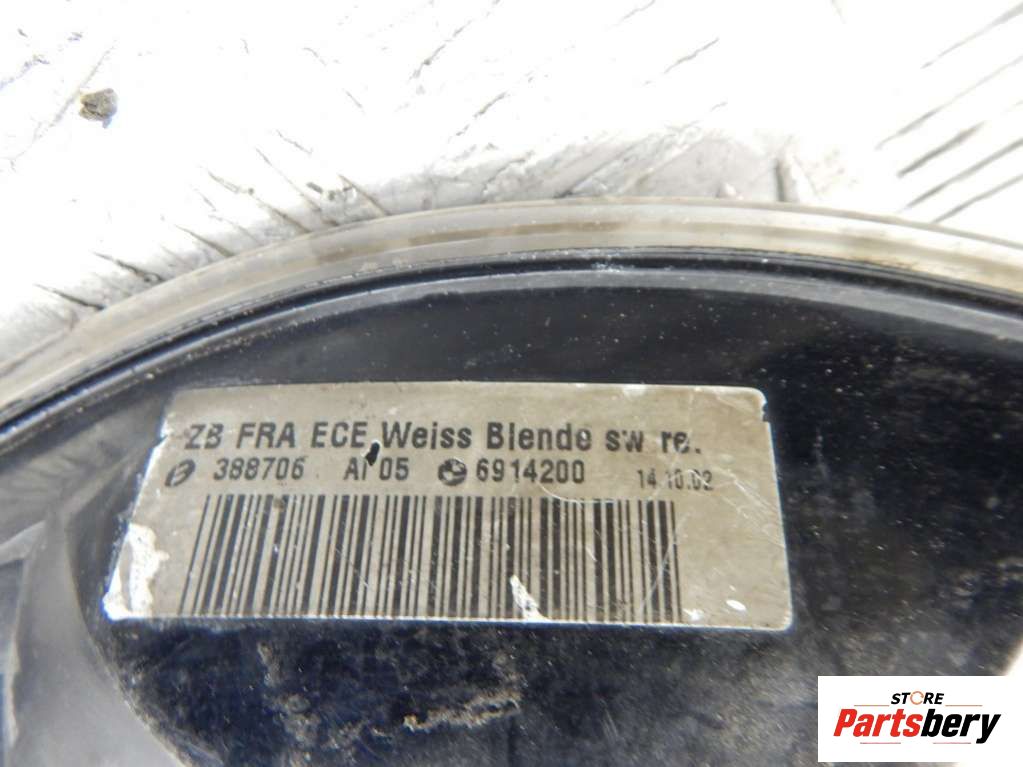 ZB FRA ECE Weiss Blende sw re.
388706 AI 05 6914200 14.10.02
STORE
Partsbery